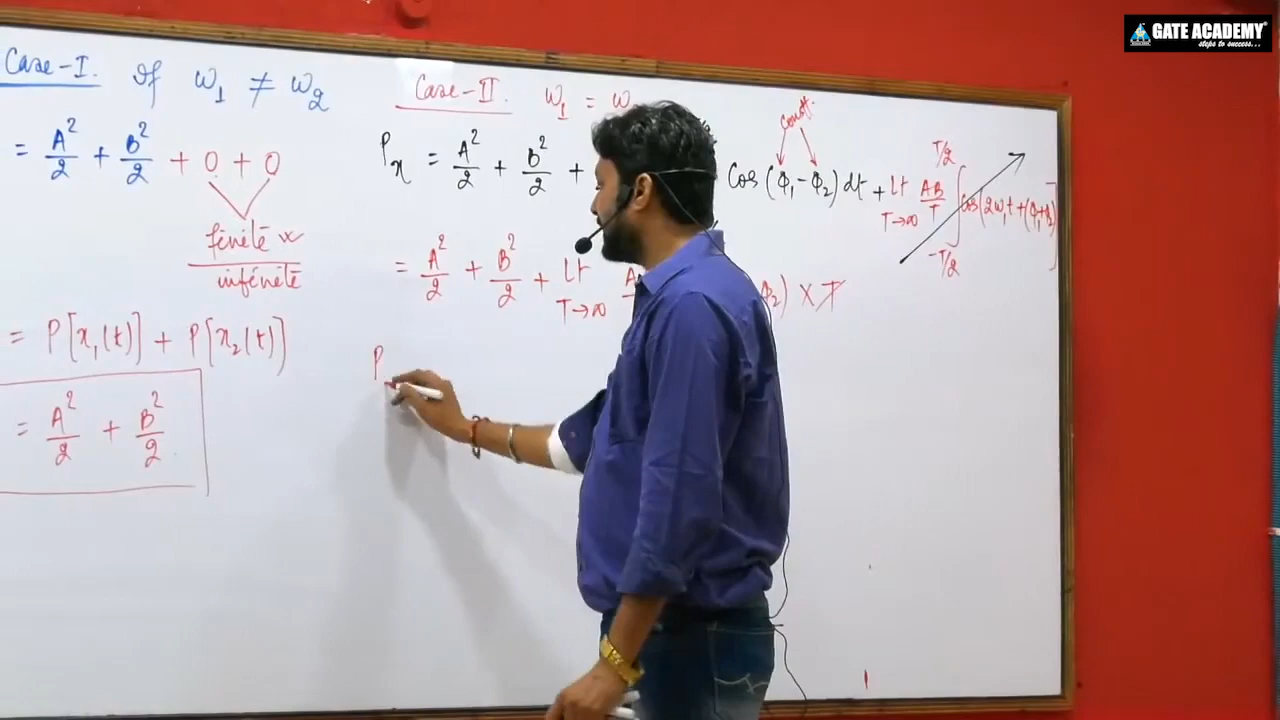 GATE ACADEMY®
steps to success...
Case-I. If ω₁ ≠ ω₂
= A²/2 + B²/2 + 0 + 0
finite x
infinite
= P[x₁(t)] + P[x₂(t)]
= A²/2 + B²/2
Case-II. ω₁ = ω
const.
Pₓ = A²/2 + B²/2 + Cos(φ₁-φ₂)dt + Lt T→∞ AB/T ∫ -T/2 T/2 Cos(2ω₁t+(φ₁+φ₂)
= A²/2 + B²/2 + Lt T→∞ φ₂) x T
P